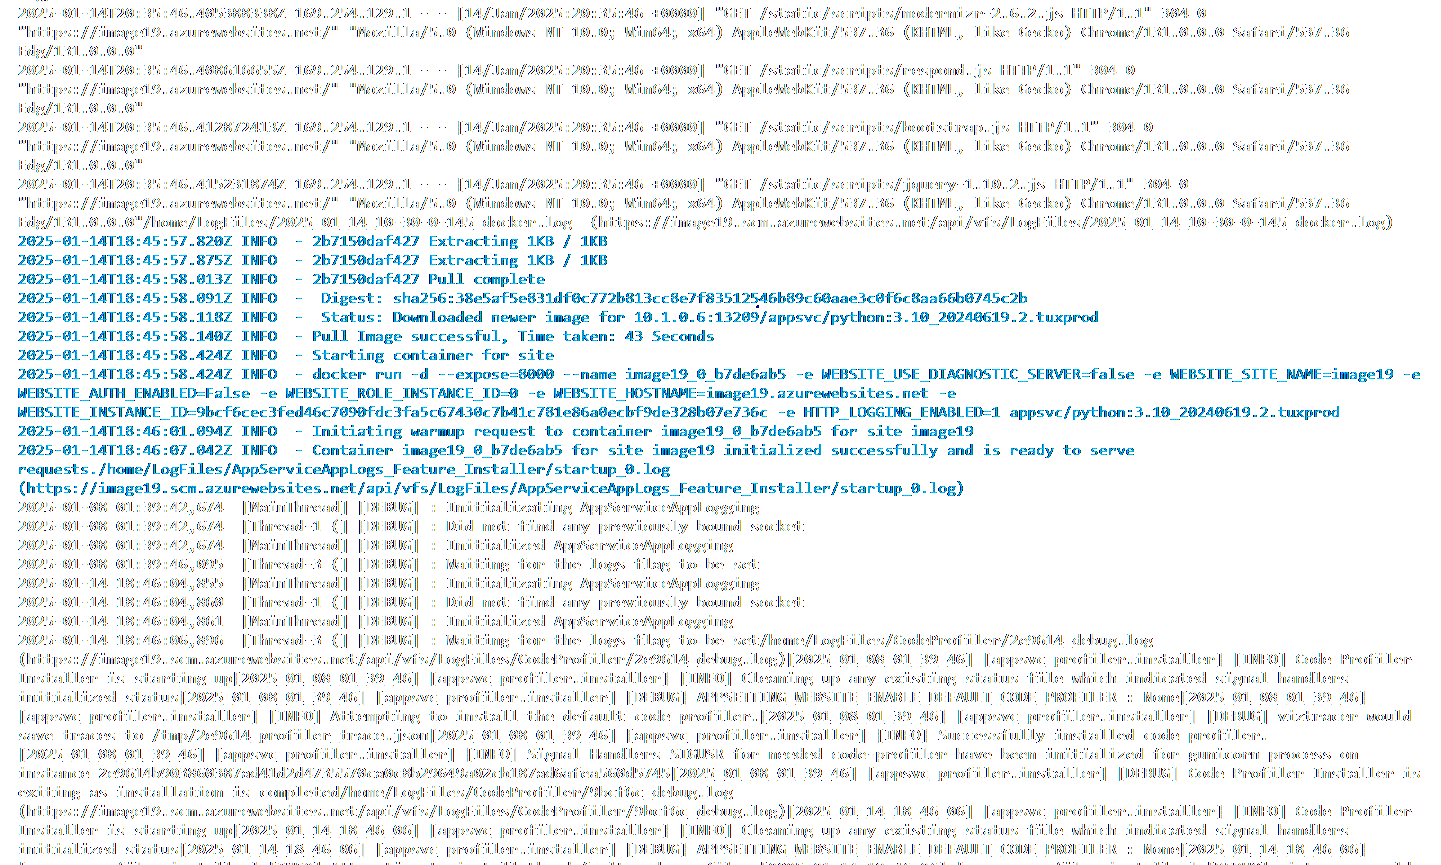 2025-01-14T20:35:46.405388398Z 169.254.129.1 - - [14/Jan/2025:20:35:46 +0000] "GET /static/scripts/modernizr-2.6.2.js HTTP/1.1" 304 0
"https://image19.azurewebsites.net/" "Mozilla/5.0 (Windows NT 10.0; Win64; x64) AppleWebKit/537.36 (KHTML, like Gecko) Chrome/131.0.0.0 Safari/537.36
Edg/131.0.0.0"
169.254.129.1 - - [14/Jan/2025:20:35:46 +0000] "GET /static/scripts/respond.js HTTP/1.1" 304 0
"https://image19.azurewebsites.net/" "Mozilla/5.0 (Windows NT 10.0; Win64; x64) AppleWebKit/537.36 (KHTML, like Gecko) Chrome/131.0.0.0 Safari/537.36
Edg/131.0.0.0"
169.254.129.1 - - [14/Jan/2025:20:35:46 +0000] "GET /static/scripts/bootstrap.js HTTP/1.1" 304 0
"https://image19.azurewebsites.net/" "Mozilla/5.0 (Windows NT 10.0; Win64; x64) AppleWebKit/537.36 (KHTML, like Gecko) Chrome/131.0.0.0 Safari/537.36
Edg/131.0.0.0"
169.254.129.1 - - [14/Jan/2025:20:35:46 +0000] "GET /static/scripts/jquery-1.10.2.js HTTP/1.1" 304 0
"https://image19.azurewebsites.net/" "Mozilla/5.0 (Windows NT 10.0; Win64; x64) AppleWebKit/537.36 (KHTML, like Gecko) Chrome/131.0.0.0 Safari/537.36
Edg/131.0.0.0"/home/LogFiles/2025_01_14_10-30-0-145_docker.log (https://image19.scm.azurewebsites.net/api/vfs/LogFiles/2025_01_14_10-30-0-145_docker.log)
2025-01-14T18:45:57.820Z INFO - 2b7150daf427 Extracting 1KB / 1KB
2025-01-14T18:45:57.875Z INFO - 2b7150daf427 Extracting 1KB / 1KB
2025-01-14T18:45:58.013Z INFO - 2b7150daf427 Pull complete
2025-01-14T18:45:58.091Z INFO - Digest: sha256:38e5af5e831df0c772b813cc8e7f83512546b89c60aae3c0f6c8aa66b0745c2b
2025-01-14T18:45:58.118Z INFO - Status: Downloaded newer image for 10.1.0.6:13209/appsvc/python:3.10_20240619.2.tuxprod
2025-01-14T18:45:58.140Z INFO - Pull Image successful, Time taken: 43 Seconds
2025-01-14T18:45:58.424Z INFO - Starting container for site
2025-01-14T18:45:58.424Z INFO - docker run -d --expose=8000 --name image19_0_b7de6ab5 -e WEBSITE_USE_DIAGNOSTIC_SERVER=false -e WEBSITE_SITE_NAME=image19 -e
WEBSITE_AUTH_ENABLED=False -e WEBSITE_ROLE_INSTANCE_ID=0 -e WEBSITE_HOSTNAME=image19.azurewebsites.net -e
WEBSITE_INSTANCE_ID=9bcf6cec3fed46c7090fdc3fa5c67430c7b41c781e86a0ecbf9de328b07e736c -e HTTP_LOGGING_ENABLED=1 appsvc/python:3.10_20240619.2.tuxprod
2025-01-14T18:46:01.094Z INFO - Initiating warmup request to container image19_0_b7de6ab5 for site image19
2025-01-14T18:46:07.042Z INFO - Container image19_0_b7de6ab5 for site image19 initialized successfully and is ready to serve
requests./home/LogFiles/AppServiceAppLogs_Feature_Installer/startup_0.log
(https://image19.scm.azurewebsites.net/api/vfs/LogFiles/AppServiceAppLogs_Feature_Installer/startup_0.log)
2025-01-08 01:39:42,674 [MainThread] [DEBUG] : Initializating AppServiceAppLogging
2025-01-08 01:39:42,674 [Thread-1 (] [DEBUG] : Did not find any previously bound socket
2025-01-08 01:39:42,674 [MainThread] [DEBUG] : Initialized AppServiceAppLogging
2025-01-08 01:39:46,095 [Thread-3 (] [DEBUG] : Waiting for the logs flag to be set
2025-01-14 18:46:04,855 [MainThread] [DEBUG] : Initializating AppServiceAppLogging
2025-01-14 18:46:04,860 [Thread-1 (] [DEBUG] : Did not find any previously bound socket
2025-01-14 18:46:04,861 [MainThread] [DEBUG] : Initialized AppServiceAppLogging
2025-01-14 18:46:06,896 [Thread-3 (] [DEBUG] : Waiting for the logs flag to be set/home/LogFiles/CodeProfiler/2e9614_debug.log
(https://image19.scm.azurewebsites.net/api/vfs/LogFiles/CodeProfiler/2e9614_debug.log)[2025_01_08_01_39_46] [appsvc_profiler.installer] [INFO] Code Profiler
Installer is starting up[2025_01_08_01_39_46] [appsvc_profiler.installer] [INFO] Cleaning up any existing status file which indicated signal handlers
initialized status[2025_01_08_01_39_46] [appsvc_profiler.installer] [DEBUG] APPSETTING_WEBSITE_ENABLE_DEFAULT_CODE_PROFILER : None[2025_01_08_01_39_46]
[appsvc_profiler.installer] [INFO] Attempting to install the default code profiler.[2025_01_08_01_39_46] [appsvc_profiler.installer] [DEBUG] viztracer would
save traces to /tmp/2e9614_profiler_trace.json[2025_01_08_01_39_46] [appsvc_profiler.installer] [INFO] Successfully installed code profiler.
[2025_01_08_01_39_46] [appsvc_profiler.installer] [INFO] Signal Handlers SIGUSR for needed code-profiler have been initialized for gunicorn process on
instance [2025_01_08_01_39_46] [appsvc_profiler.installer] [DEBUG] Code Profiler Installer is
exiting as installation is completed/home/LogFiles/CodeProfiler/9bcf6c_debug.log
(https://image19.scm.azurewebsites.net/api/vfs/LogFiles/CodeProfiler/9bcf6c_debug.log)[2025_01_14_18_46_06] [appsvc_profiler.installer] [INFO] Code Profiler
Installer is starting up[2025_01_14_18_46_06] [appsvc_profiler.installer] [INFO] Cleaning up any existing status file which indicated signal handlers
initialized status[2025_01_14_18_46_06] [appsvc_profiler.installer] [DEBUG] APPSETTING_WEBSITE_ENABLE_DEFAULT_CODE_PROFILER : None[2025_01_14_18_46_06]